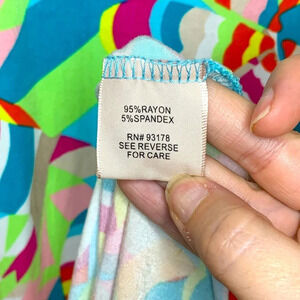 95%RAYON
5%SPANDEX
RN# 93178
SEE REVERSE
FOR CARE